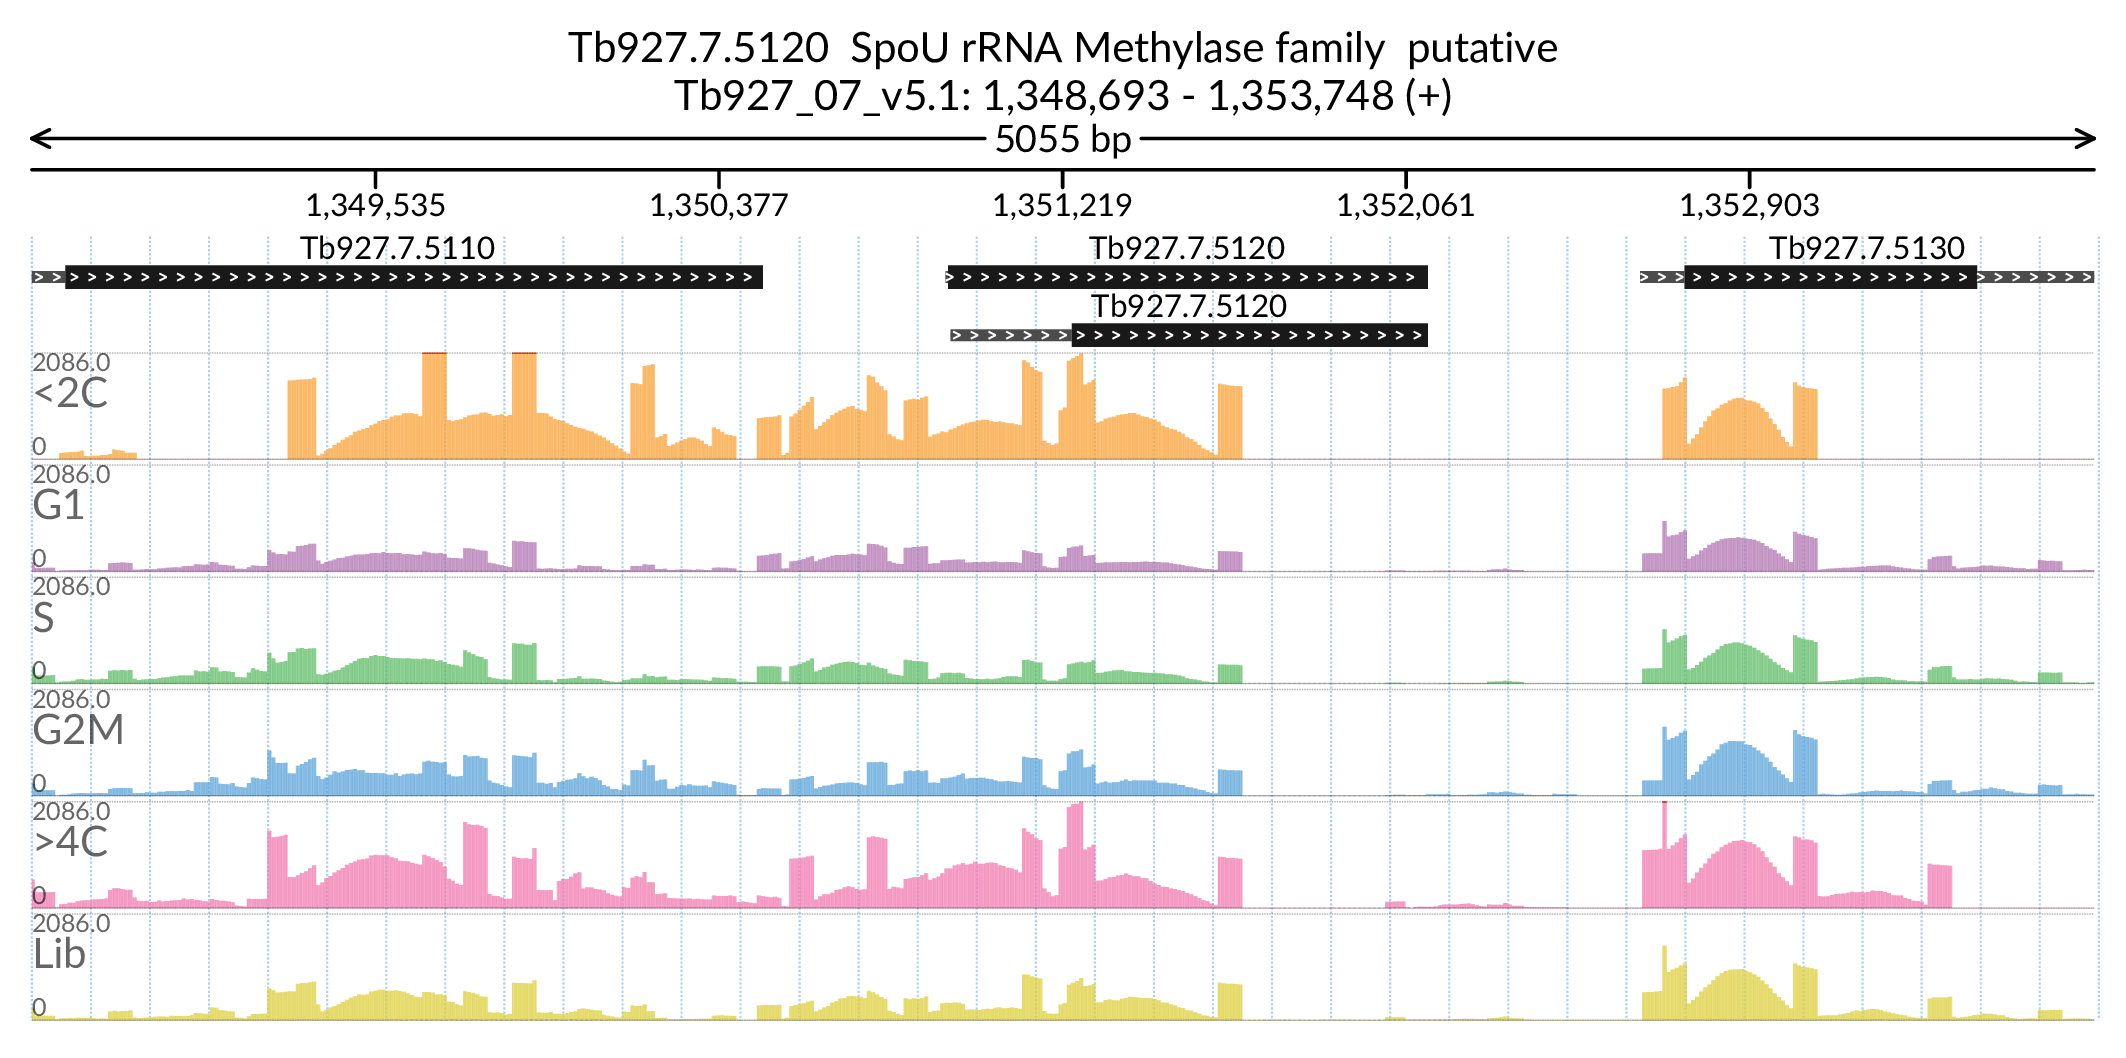 Tb927.7.5120  SpoU rRNA Methylase family  putative
Tb927_07_v5.1: 1,348,693 - 1,353,748 (+)
5055 bp
1,349,535 1,350,377 1,351,219 1,352,061 1,352,903
Tb927.7.5110 Tb927.7.5120 Tb927.7.5130
Tb927.7.5120
2086.0
<2C
0
2086.0
G1
0
2086.0
S
0
2086.0
G2M
0
2086.0
>4C
0
2086.0
Lib
0